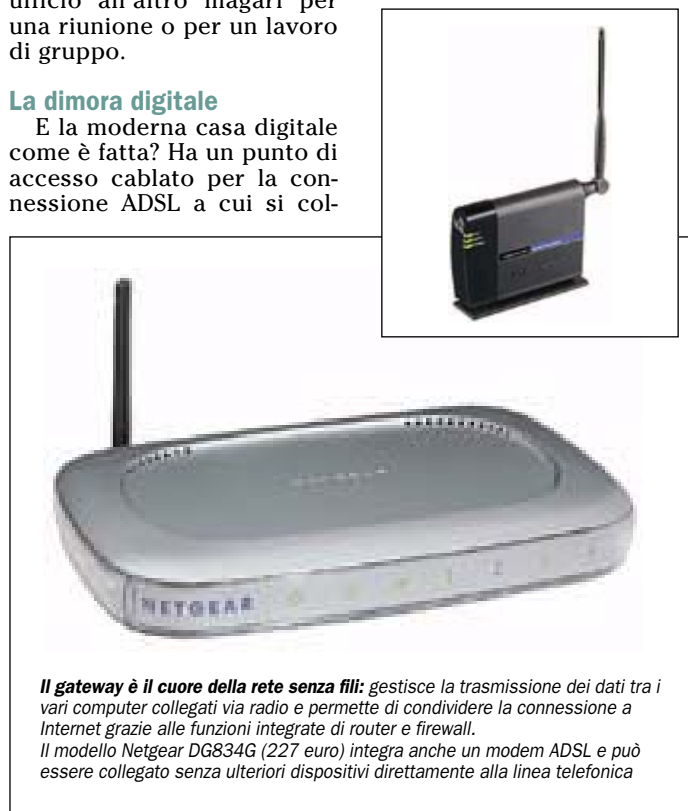 ufficio all'altro magari per
una riunione o per un lavoro
di gruppo.
La dimora digitale
E la moderna casa digitale
come è fatta? Ha un punto di
accesso cablato per la con-
nessione ADSL a cui si col-
NETGEAR
NETGEAR
Il gateway è il cuore della rete senza fili: gestisce la trasmissione dei dati tra i
vari computer collegati via radio e permette di condividere la connessione a
Internet grazie alle funzioni integrate di router e firewall.
Il modello Netgear DG834G (227 euro) integra anche un modem ADSL e può
essere collegato senza ulteriori dispositivi direttamente alla linea telefonica